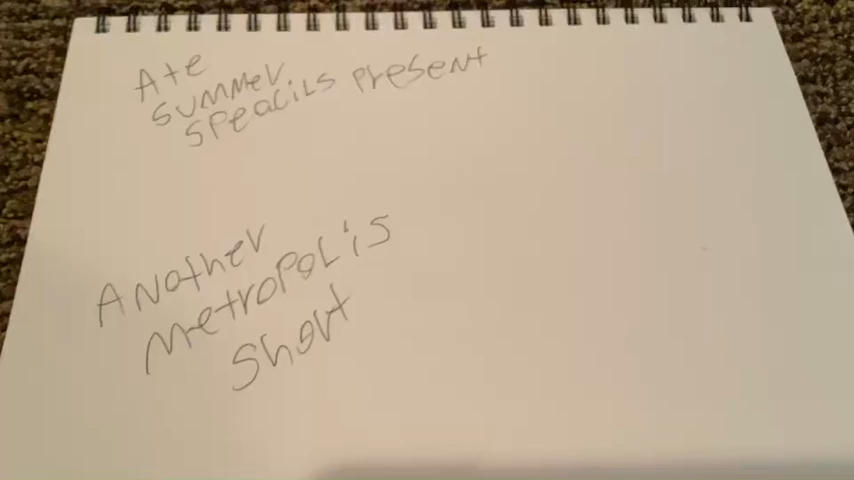 Ate
summer
speacils present
Another
metropolis
short